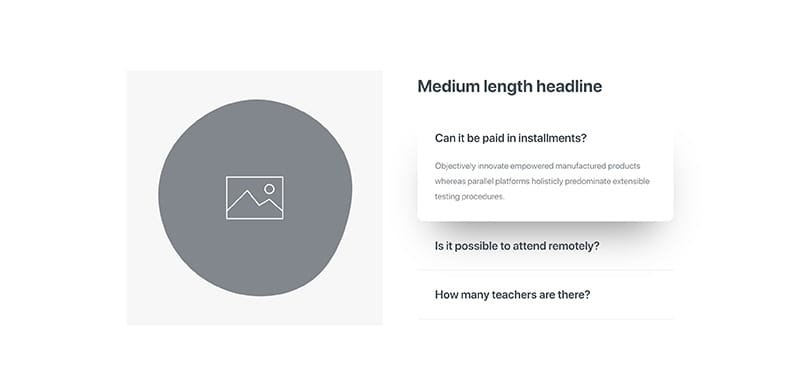 Medium length headline
Can it be paid in installments?
Objectively innovate empowered manufactured products
whereas parallel platforms holisticly predominate extensible
testing procedures.
Is it possible to attend remotely?
How many teachers are there?